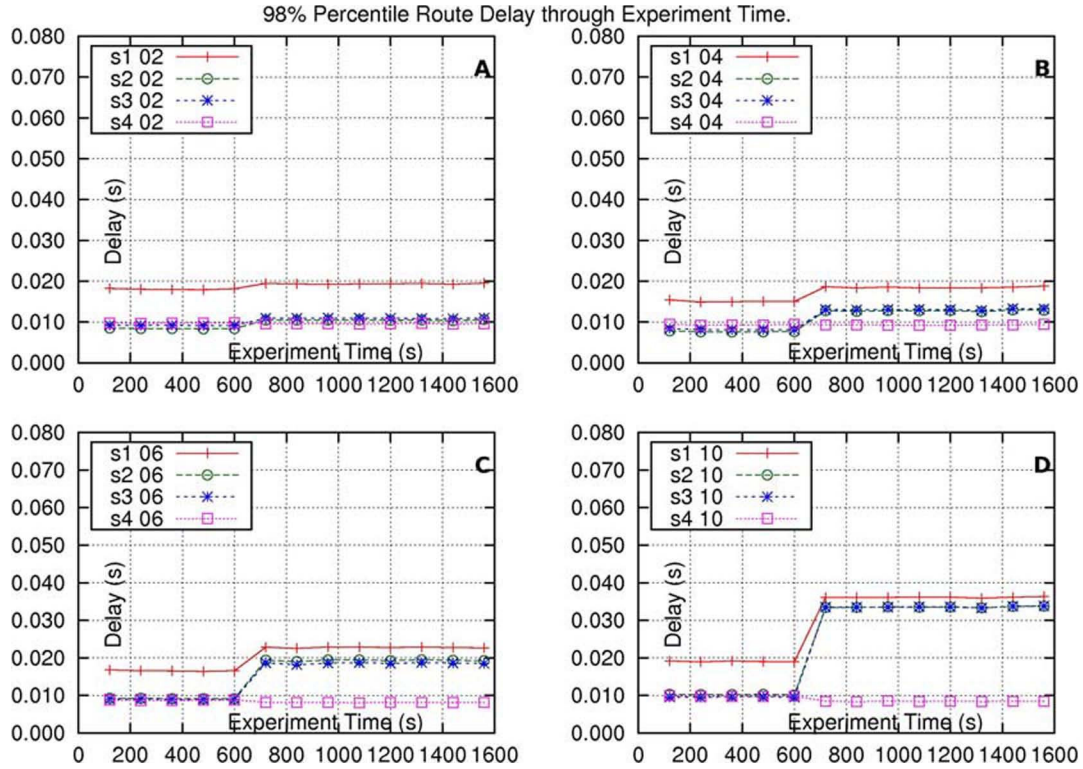 98% Percentile Route Delay through Experiment Time.
0.080
0.070
0.060
0.050
0.040
0.030
0.020
0.010
0.000
s1 02
s2 02
s3 02
s4 02
A
Delay (s)
Experiment Time (s)
0 200 400 600 800 1000 1200 1400 1600
0.080
0.070
0.060
0.050
0.040
0.030
0.020
0.010
0.000
s1 04
s2 04
s3 04
s4 04
B
Delay (s)
Experiment Time (s)
0 200 400 600 800 1000 1200 1400 1600
0.080
0.070
0.060
0.050
0.040
0.030
0.020
0.010
0.000
s1 06
s2 06
s3 06
s4 06
C
Delay (s)
Experiment Time (s)
0 200 400 600 800 1000 1200 1400 1600
0.080
0.070
0.060
0.050
0.040
0.030
0.020
0.010
0.000
s1 10
s2 10
s3 10
s4 10
D
Delay (s)
Experiment Time (s)
0 200 400 600 800 1000 1200 1400 1600